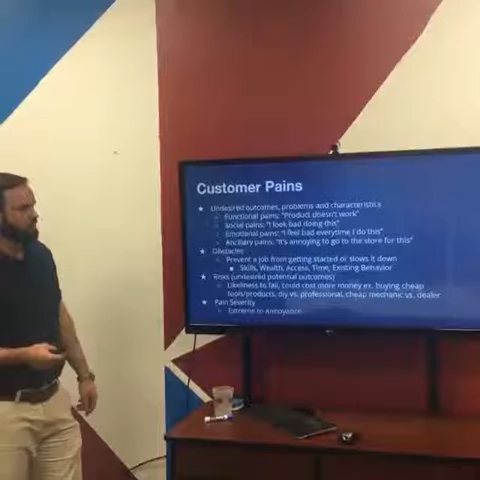 Customer Pains
★ Undesired outcomes, problems and characteristics
○ Functional pains: "Product doesn't work"
○ Social pains: "I look bad doing this"
○ Emotional pains: "I feel bad everytime I do this"
○ Ancillary pains: "It's annoying to go to the store for this"
★ Obstacles
○ Prevent a job from getting started or slows it down
■ Skills, Wealth, Access, Time, Existing Behavior
★ Risks (undesired potential outcomes)
○ Likeliness to fail, could cost more money ex. buying cheap
tools/products, diy vs. professional, cheap mechanic vs. dealer
★ Pain Severity
○ Extreme to annoyance